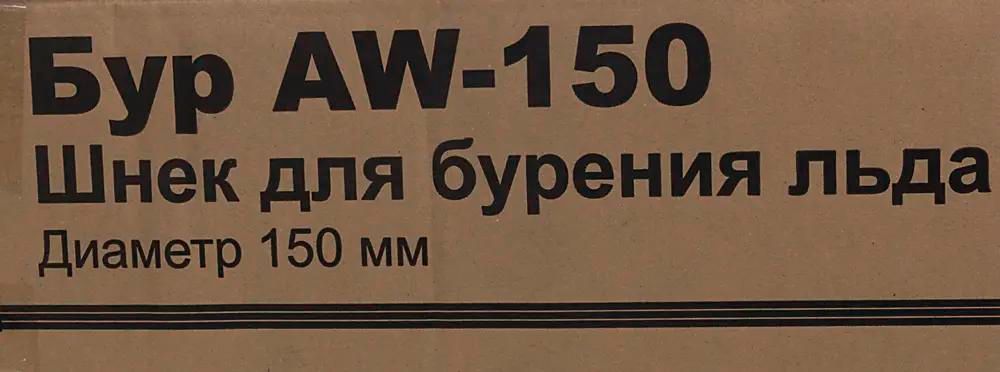 Бур AW-150
Шнек для бурения льда
Диаметр 150 мм